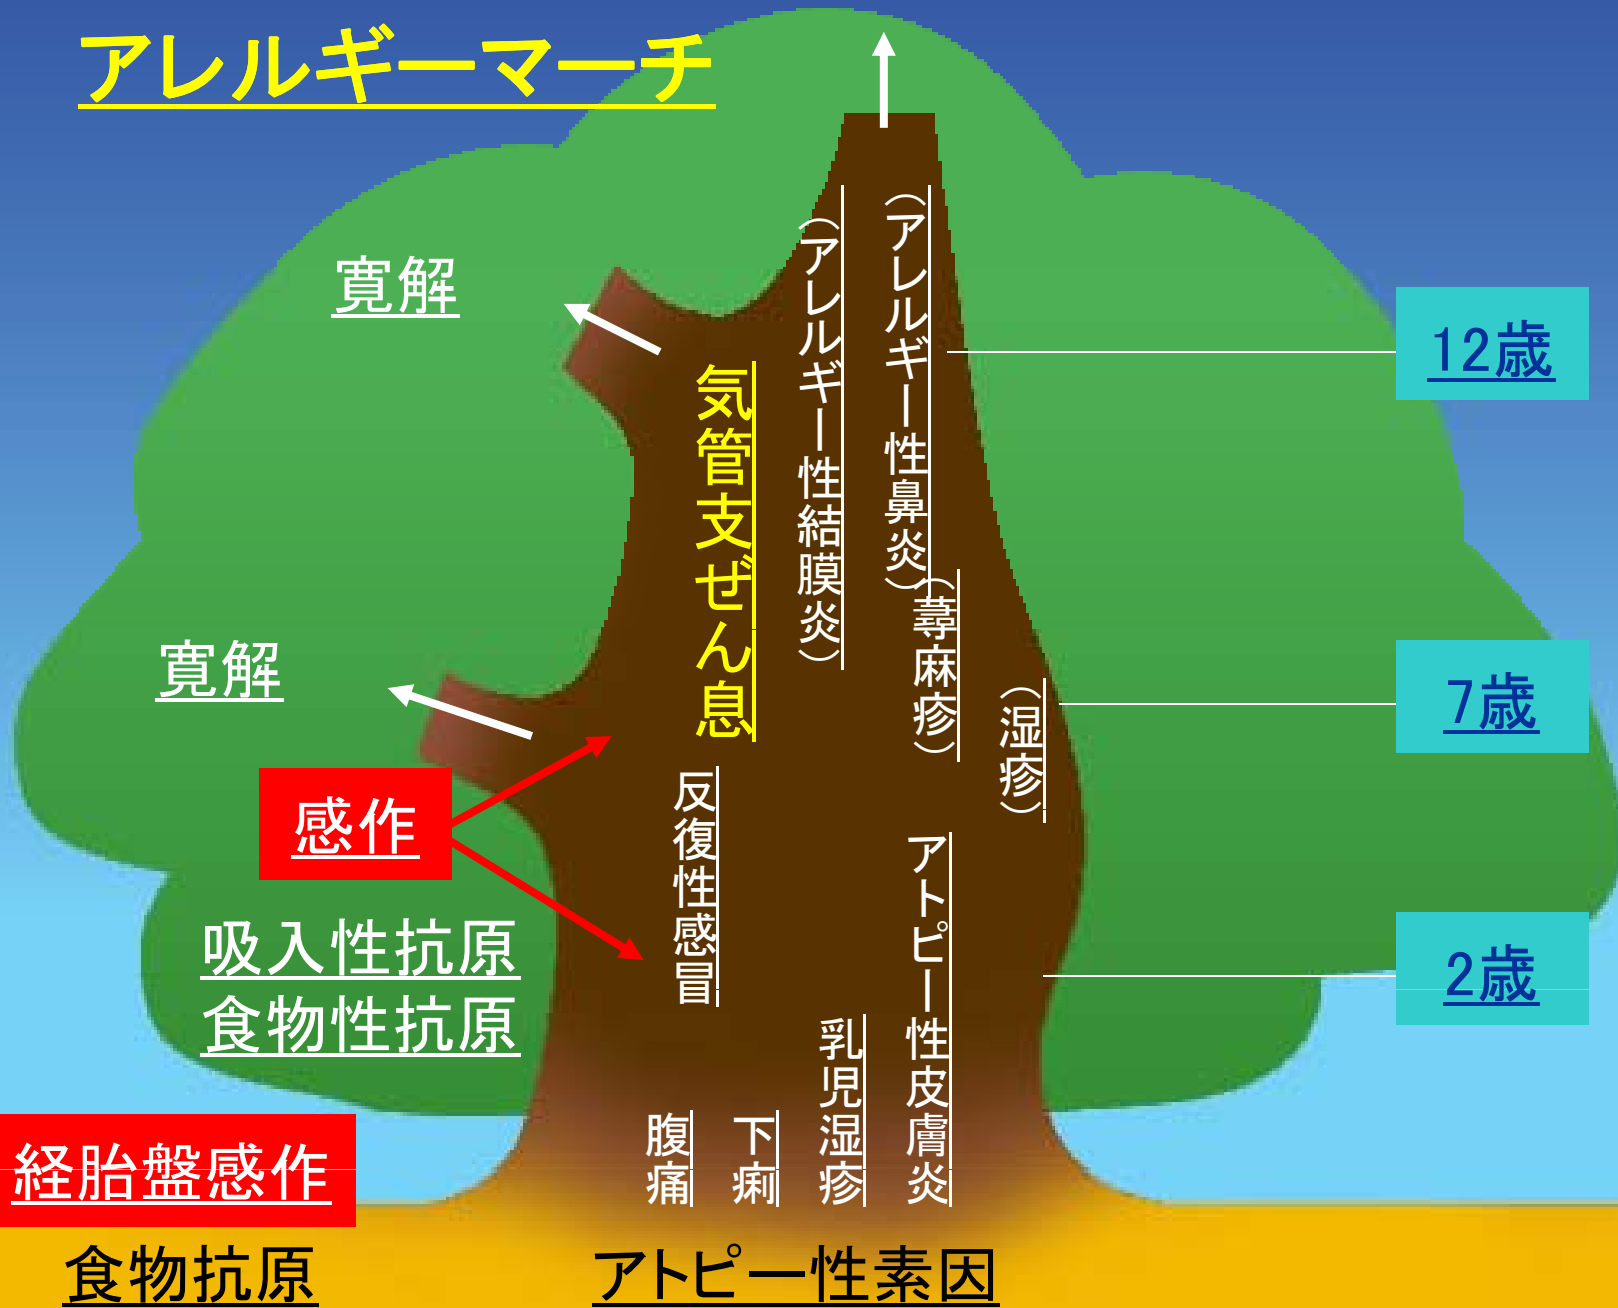 アレルギーマーチ
寛解
12歳
(アレルギー性鼻炎)
(アレルギー性結膜炎)
気管支ぜん息
寛解
(蕁麻疹)
(湿疹)
7歳
感作
反復性感冒
アトピー性皮膚炎
吸入性抗原
食物性抗原
2歳
乳児湿疹
下痢
腹痛
経胎盤感作
食物抗原
アトピー性素因